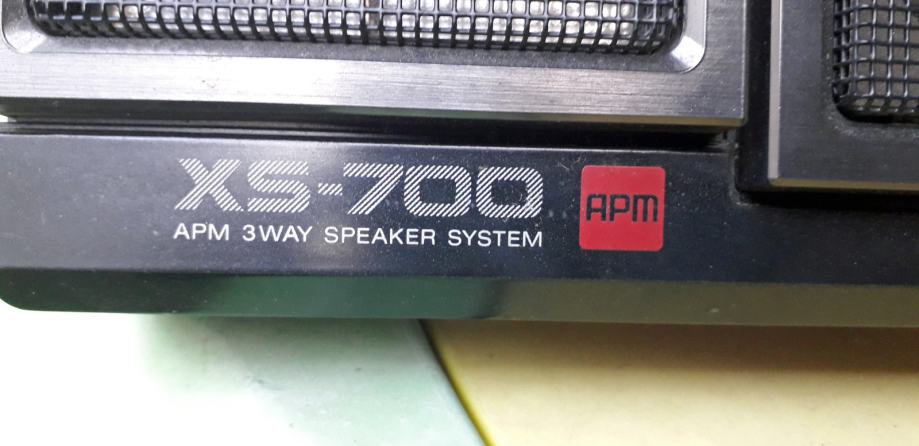 XS-700
APM 3WAY SPEAKER SYSTEM
APM